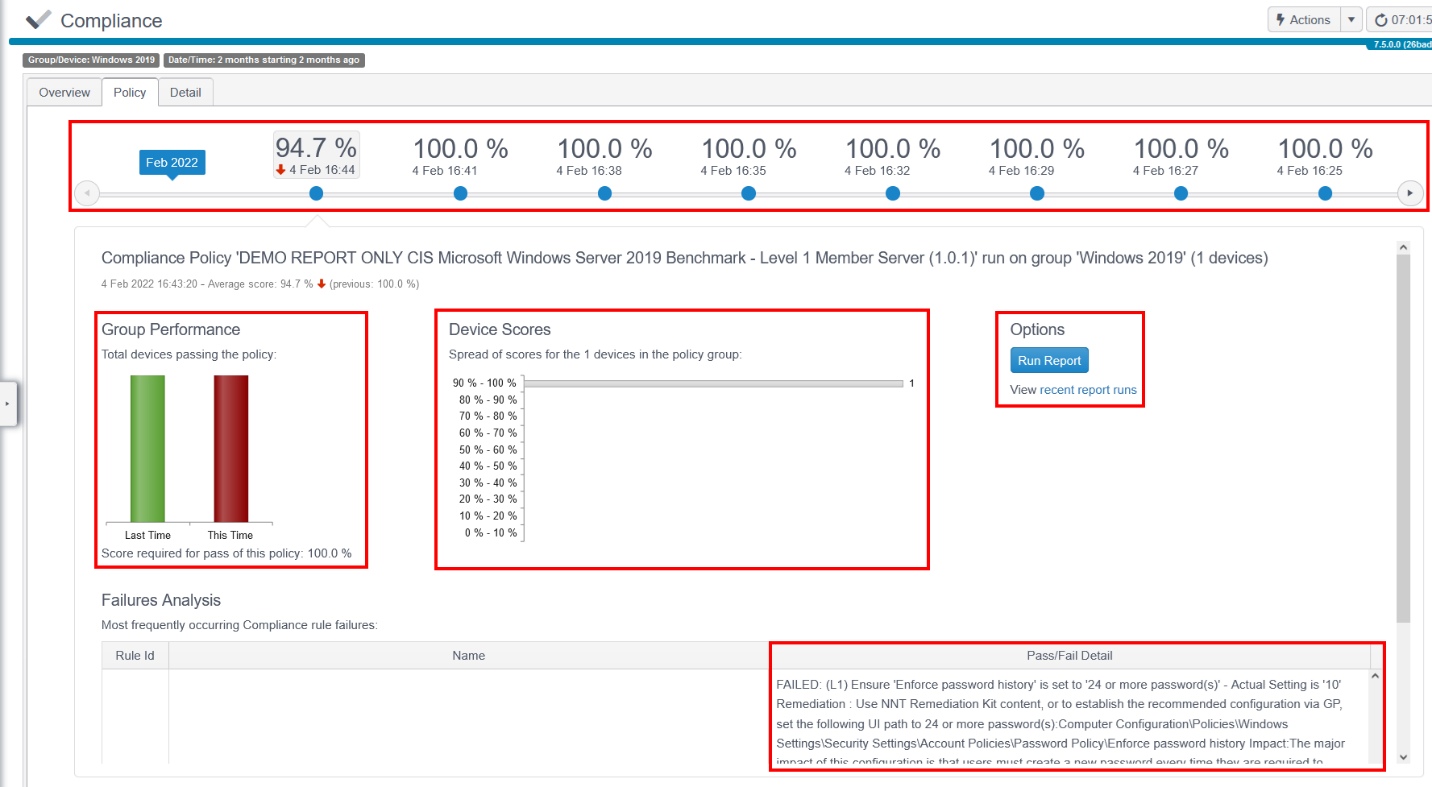 Compliance
Actions
07:01:5
7.5.0.0 (26bad
Group/Device: Windows 2019 Date/Time: 2 months starting 2 months ago
Overview Policy Detail
Feb 2022
94.7 % 100.0 % 100.0 % 100.0 % 100.0 % 100.0 % 100.0 % 100.0 %
4 Feb 16:44 4 Feb 16:41 4 Feb 16:38 4 Feb 16:35 4 Feb 16:32 4 Feb 16:29 4 Feb 16:27 4 Feb 16:25
Compliance Policy 'DEMO REPORT ONLY CIS Microsoft Windows Server 2019 Benchmark - Level 1 Member Server (1.0.1)' run on group 'Windows 2019' (1 devices)
4 Feb 2022 16:43:20 - Average score: 94.7 % (previous: 100.0 %)
Group Performance
Total devices passing the policy:
Last Time This Time
Score required for pass of this policy: 100.0 %
Device Scores
Spread of scores for the 1 devices in the policy group:
90 % - 100 % 1
80 % - 90 %
70 % - 80 %
60 % - 70 %
50 % - 60 %
40 % - 50 %
30 % - 40 %
20 % - 30 %
10 % - 20 %
0 % - 10 %
Options
Run Report
View recent report runs
Failures Analysis
Most frequently occurring Compliance rule failures:
Rule Id Name Pass/Fail Detail
FAILED: (L1) Ensure 'Enforce password history' is set to '24 or more password(s)' - Actual Setting is '10'
Remediation : Use NNT Remediation Kit content, or to establish the recommended configuration via GP,
set the following UI path to 24 or more password(s):Computer Configuration\Policies\Windows
Settings\Security Settings\Account Policies\Password Policy\Enforce password history Impact:The major
impact of this configuration is that users must create a new password every time they are required to